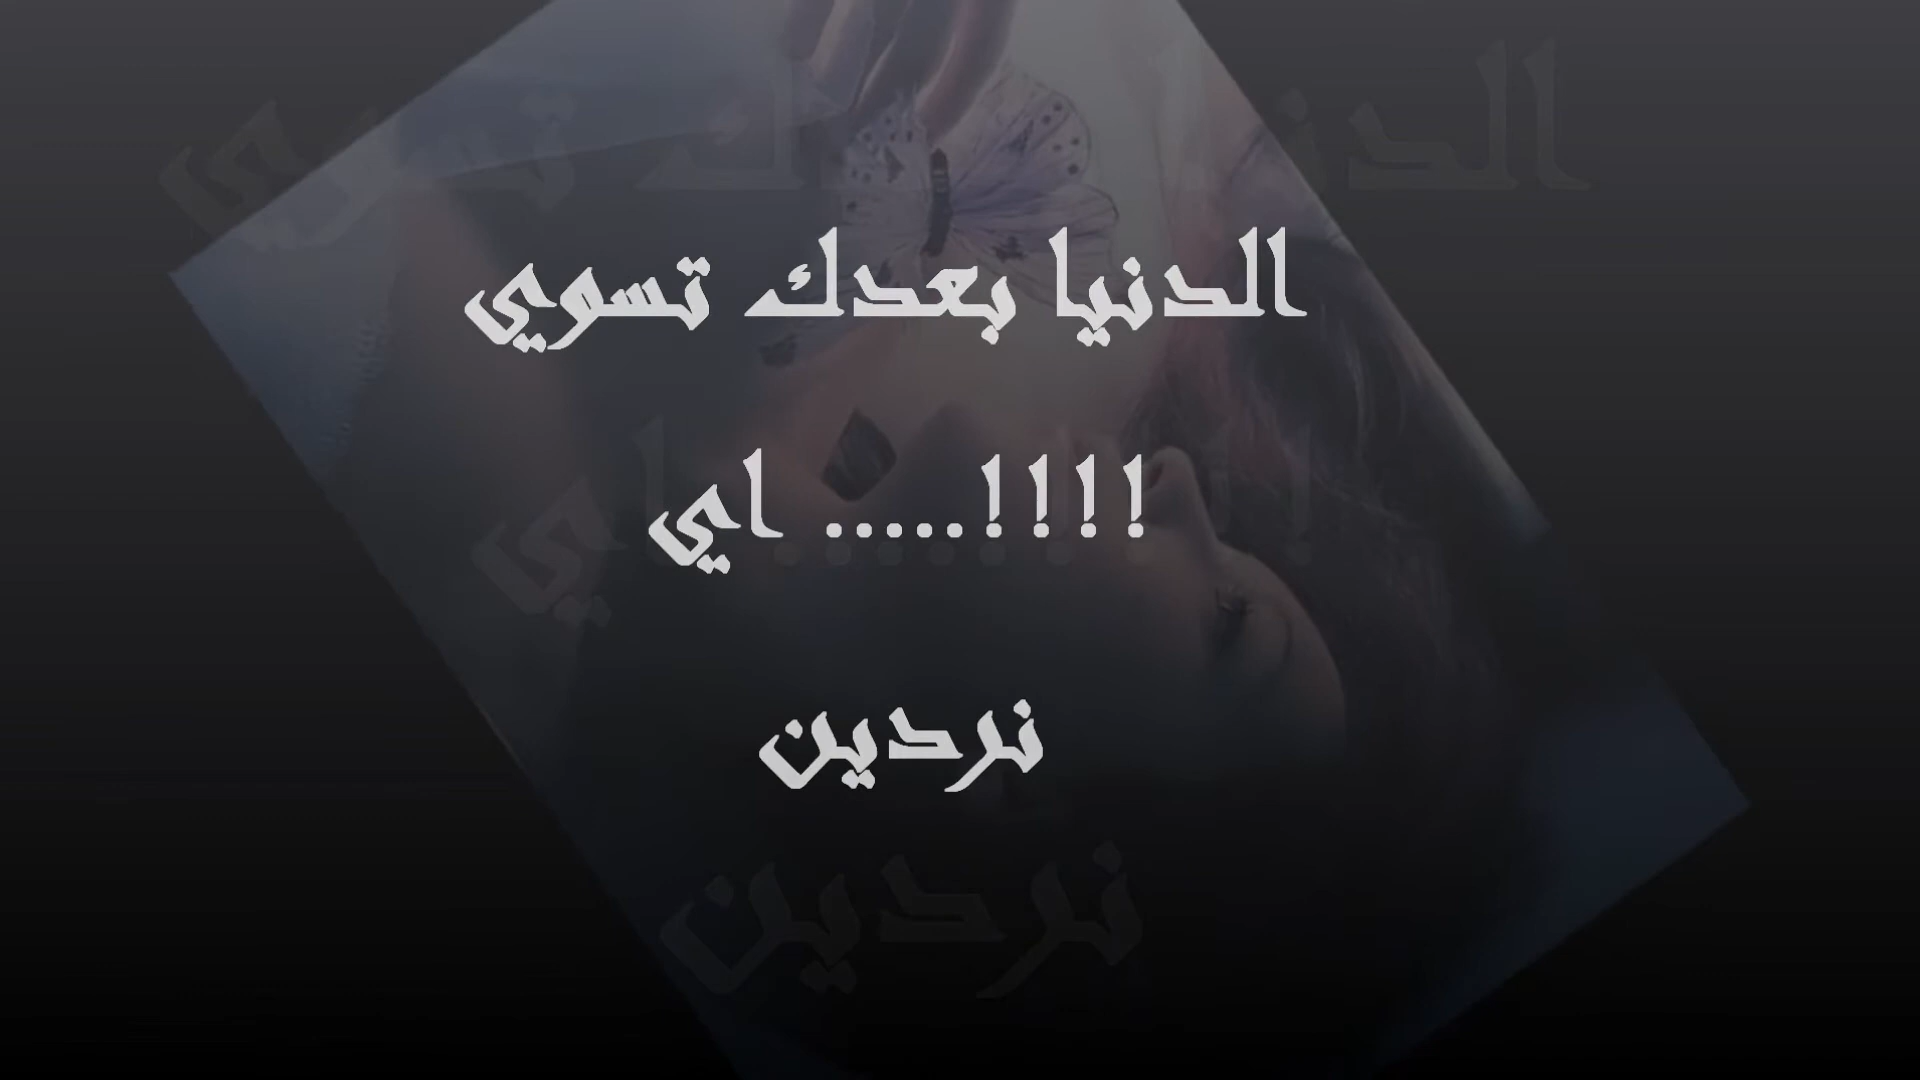 الدنيا بعدك تسوي
اي .....!!!!
نردين